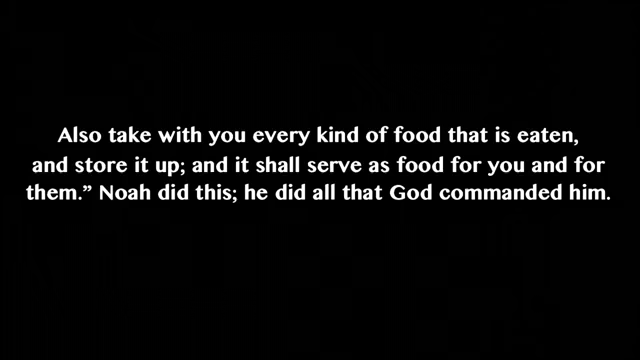 Also take with you every kind of food that is eaten,
and store it up; and it shall serve as food for you and for
them.” Noah did this; he did all that God commanded him.